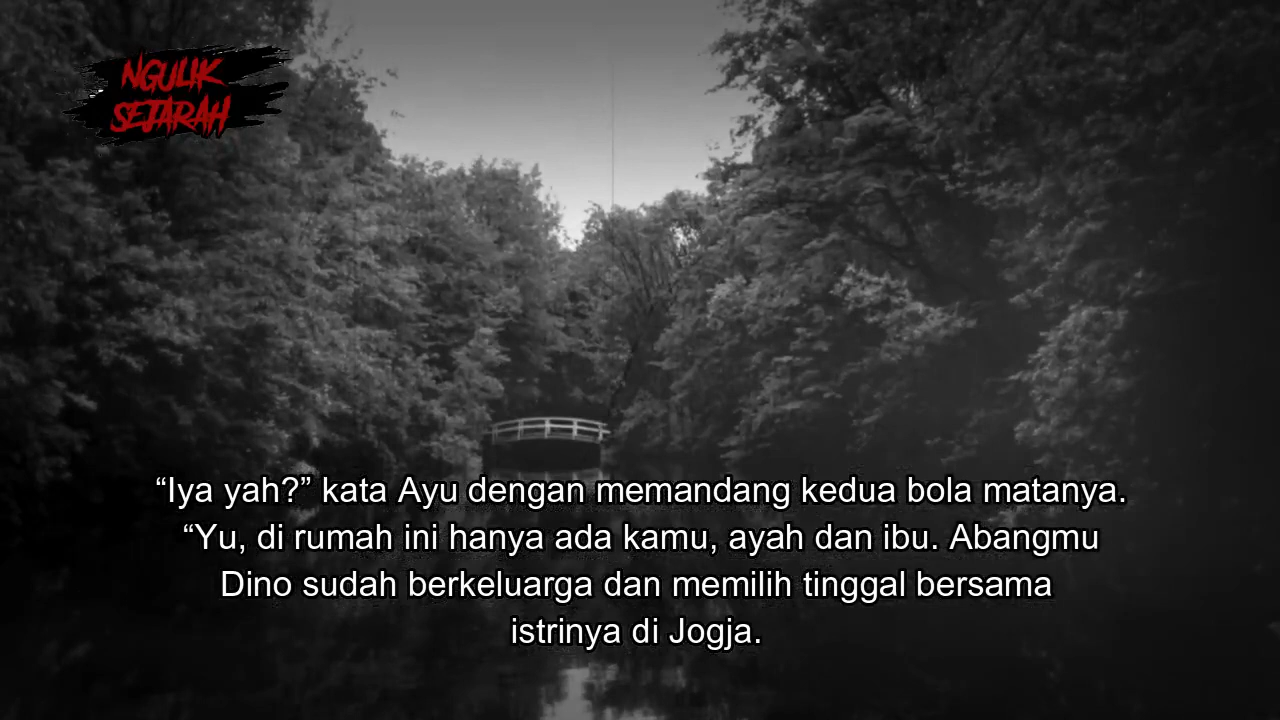 NGULIK
SEJARAH
“Iya yah?” kata Ayu dengan memandang kedua bola matanya.
“Yu, di rumah ini hanya ada kamu, ayah dan ibu. Abangmu
Dino sudah berkeluarga dan memilih tinggal bersama
istrinya di Jogja.